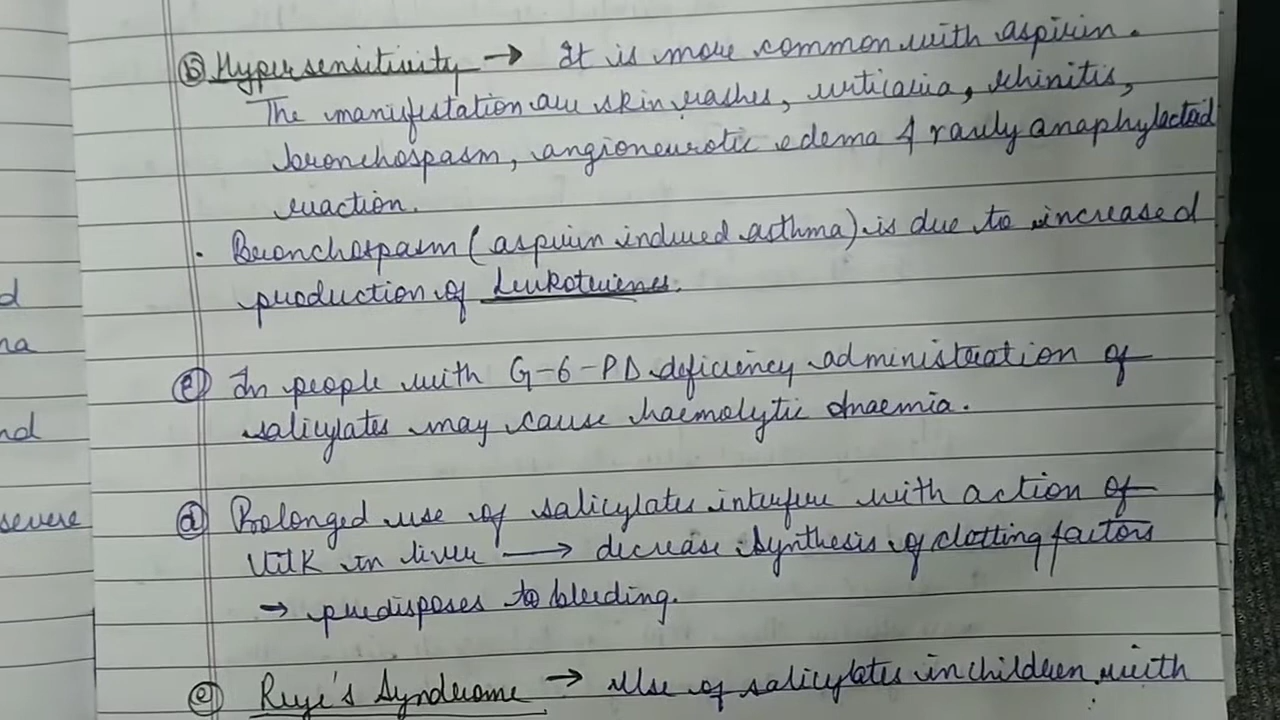 ⓑ Hypersensitivity → It is more common with aspirin.
The manifestation are skin rashes, urticaria, rhinitis,
bronchospasm, angioneurotic edema & rarely anaphylactoid
reaction.
. Bronchospasm (aspirin induced asthma) is due to increased
production of Leukotrienes.
d
na
ⓒ In people with G-6-PD deficiency administration of
salicylates may cause haemolytic anaemia.
nd
severe
ⓓ Prolonged use of salicylates interfere with action of
Vit K in liver → decrease synthesis of clotting factors
→ predisposes to bleeding.
ⓔ Reye's Syndrome → Use of salicylates in children with